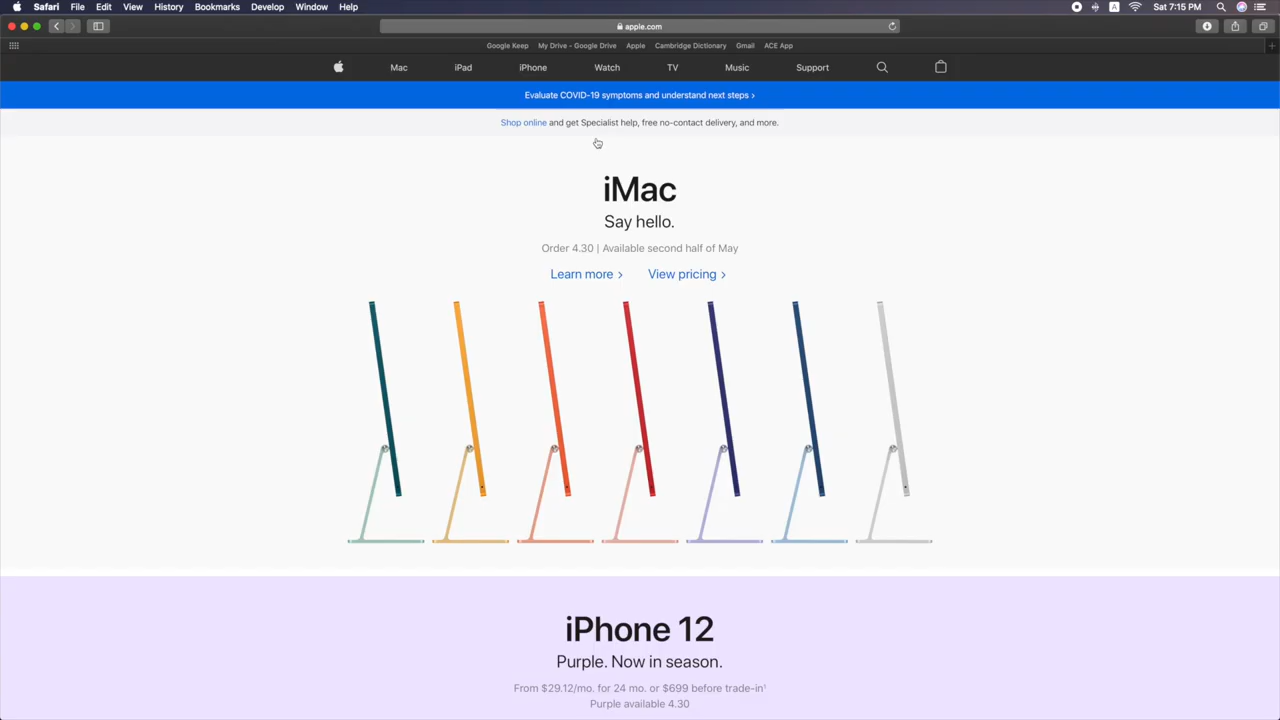 Safari File Edit View History Bookmarks Develop Window Help A Sat 7:15 PM
apple.com
Google Keep My Drive - Google Drive Apple Cambridge Dictionary Gmail ACE App
Mac iPad iPhone Watch TV Music Support
Evaluate COVID-19 symptoms and understand next steps >
Shop online and get Specialist help, free no-contact delivery, and more.
iMac
Say hello.
Order 4.30 | Available second half of May
Learn more > View pricing >
iPhone 12
Purple. Now in season.
From $29.12/mo. for 24 mo. or $699 before trade-in¹
Purple available 4.30